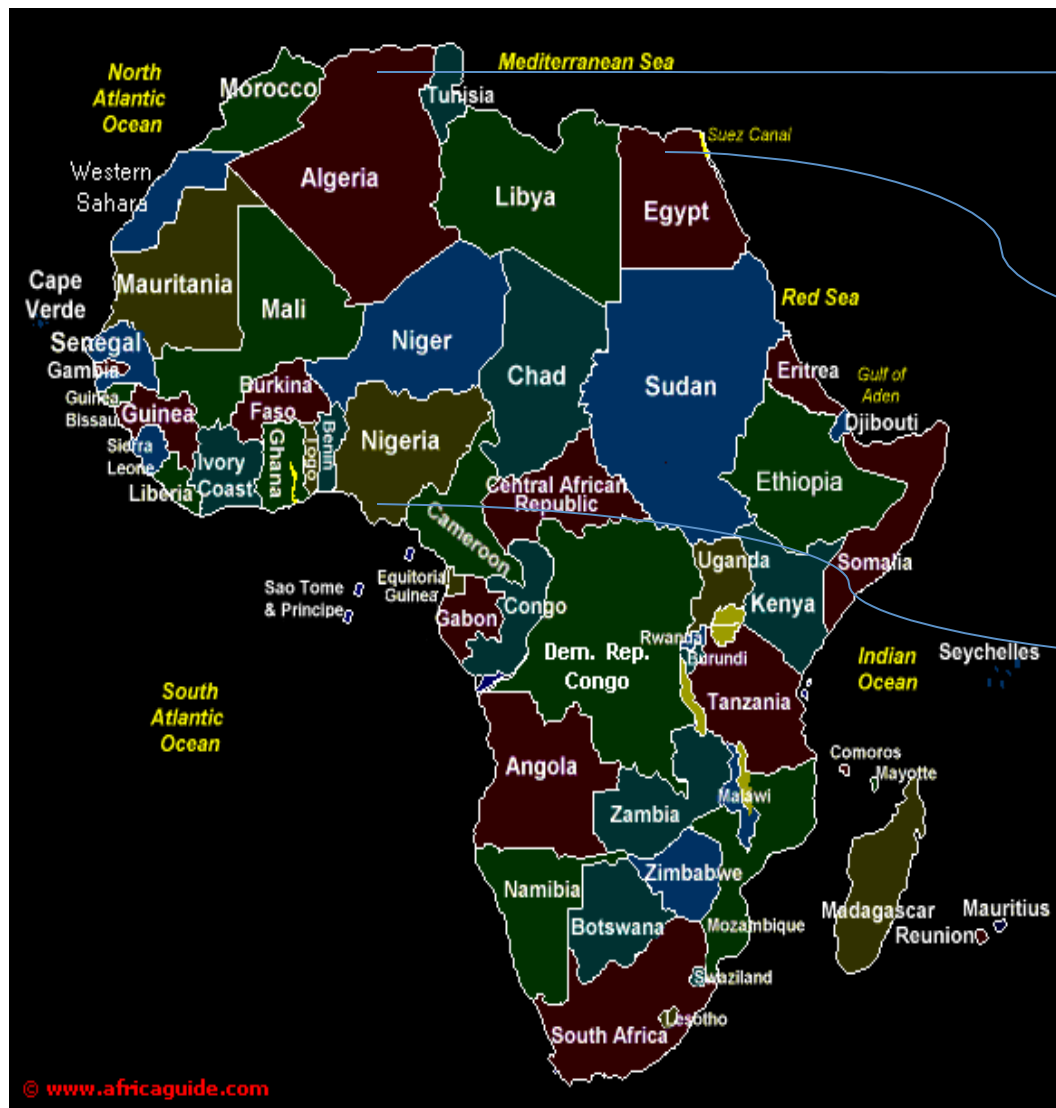 Mediterranean Sea
North
Atlantic
Ocean
Morocco
Tunisia
Suez Canal
Western
Sahara
Algeria
Libya
Egypt
Cape
Verde
Mauritania
Mali
Niger
Chad
Sudan
Red Sea
Senegal
Gambia
Guinea
Bissau
Guinea
Burkina
Faso
Eritrea
Gulf of
Aden
Djibouti
Sierra
Leone
Liberia
Ivory
Coast
Ghana
Togo
Benin
Nigeria
Central African
Republic
Ethiopia
Somalia
Cameroon
Equitorial
Guinea
Sao Tome
& Principe
Gabon
Congo
Uganda
Kenya
Rwanda
Burundi
Dem. Rep.
Congo
Tanzania
Indian
Ocean
Seychelles
South
Atlantic
Ocean
Angola
Zambia
Malawi
Comoros
Mayotte
Namibia
Zimbabwe
Botswana
Mozambique
Madagascar
Mauritius
Reunion
Swaziland
Lesotho
South Africa
© www.africaguide.com